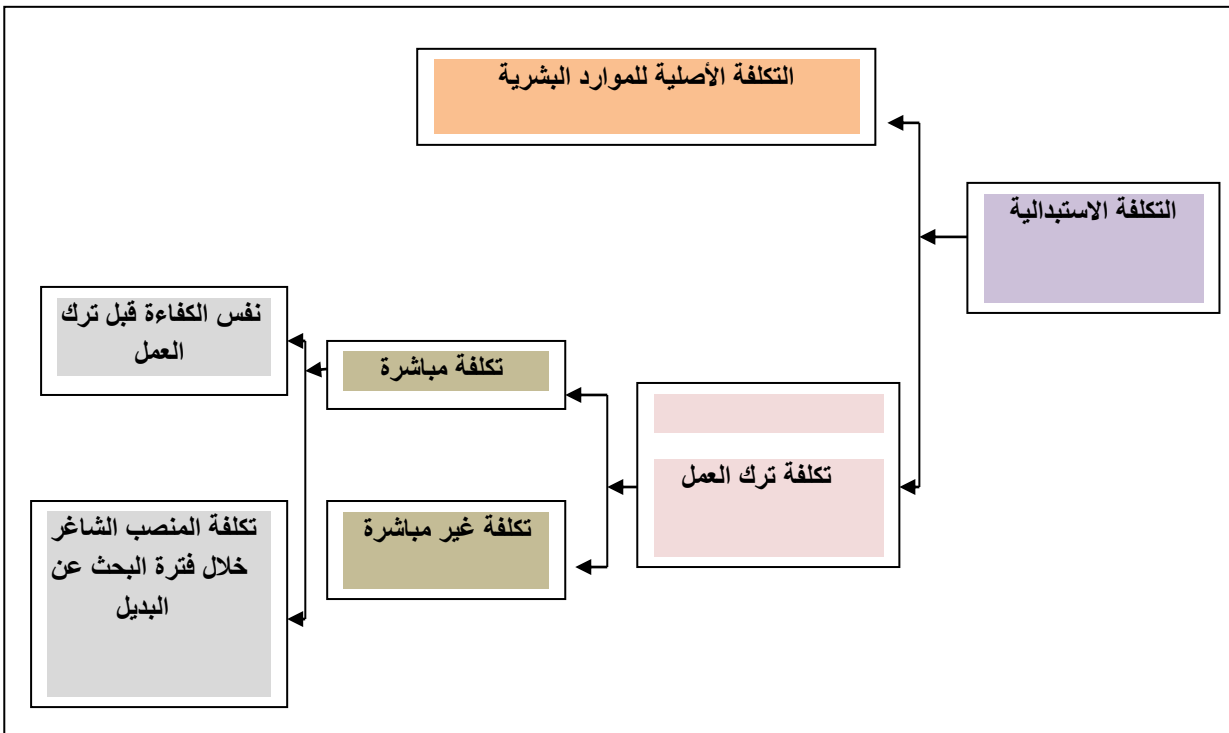 التكلفة الأصلية للموارد البشرية
التكلفة الاستبدالية
نفس الكفاءة قبل ترك
العمل
تكلفة مباشرة
تكلفة ترك العمل
تكلفة المنصب الشاغر
خلال فترة البحث عن
البديل
تكلفة غير مباشرة